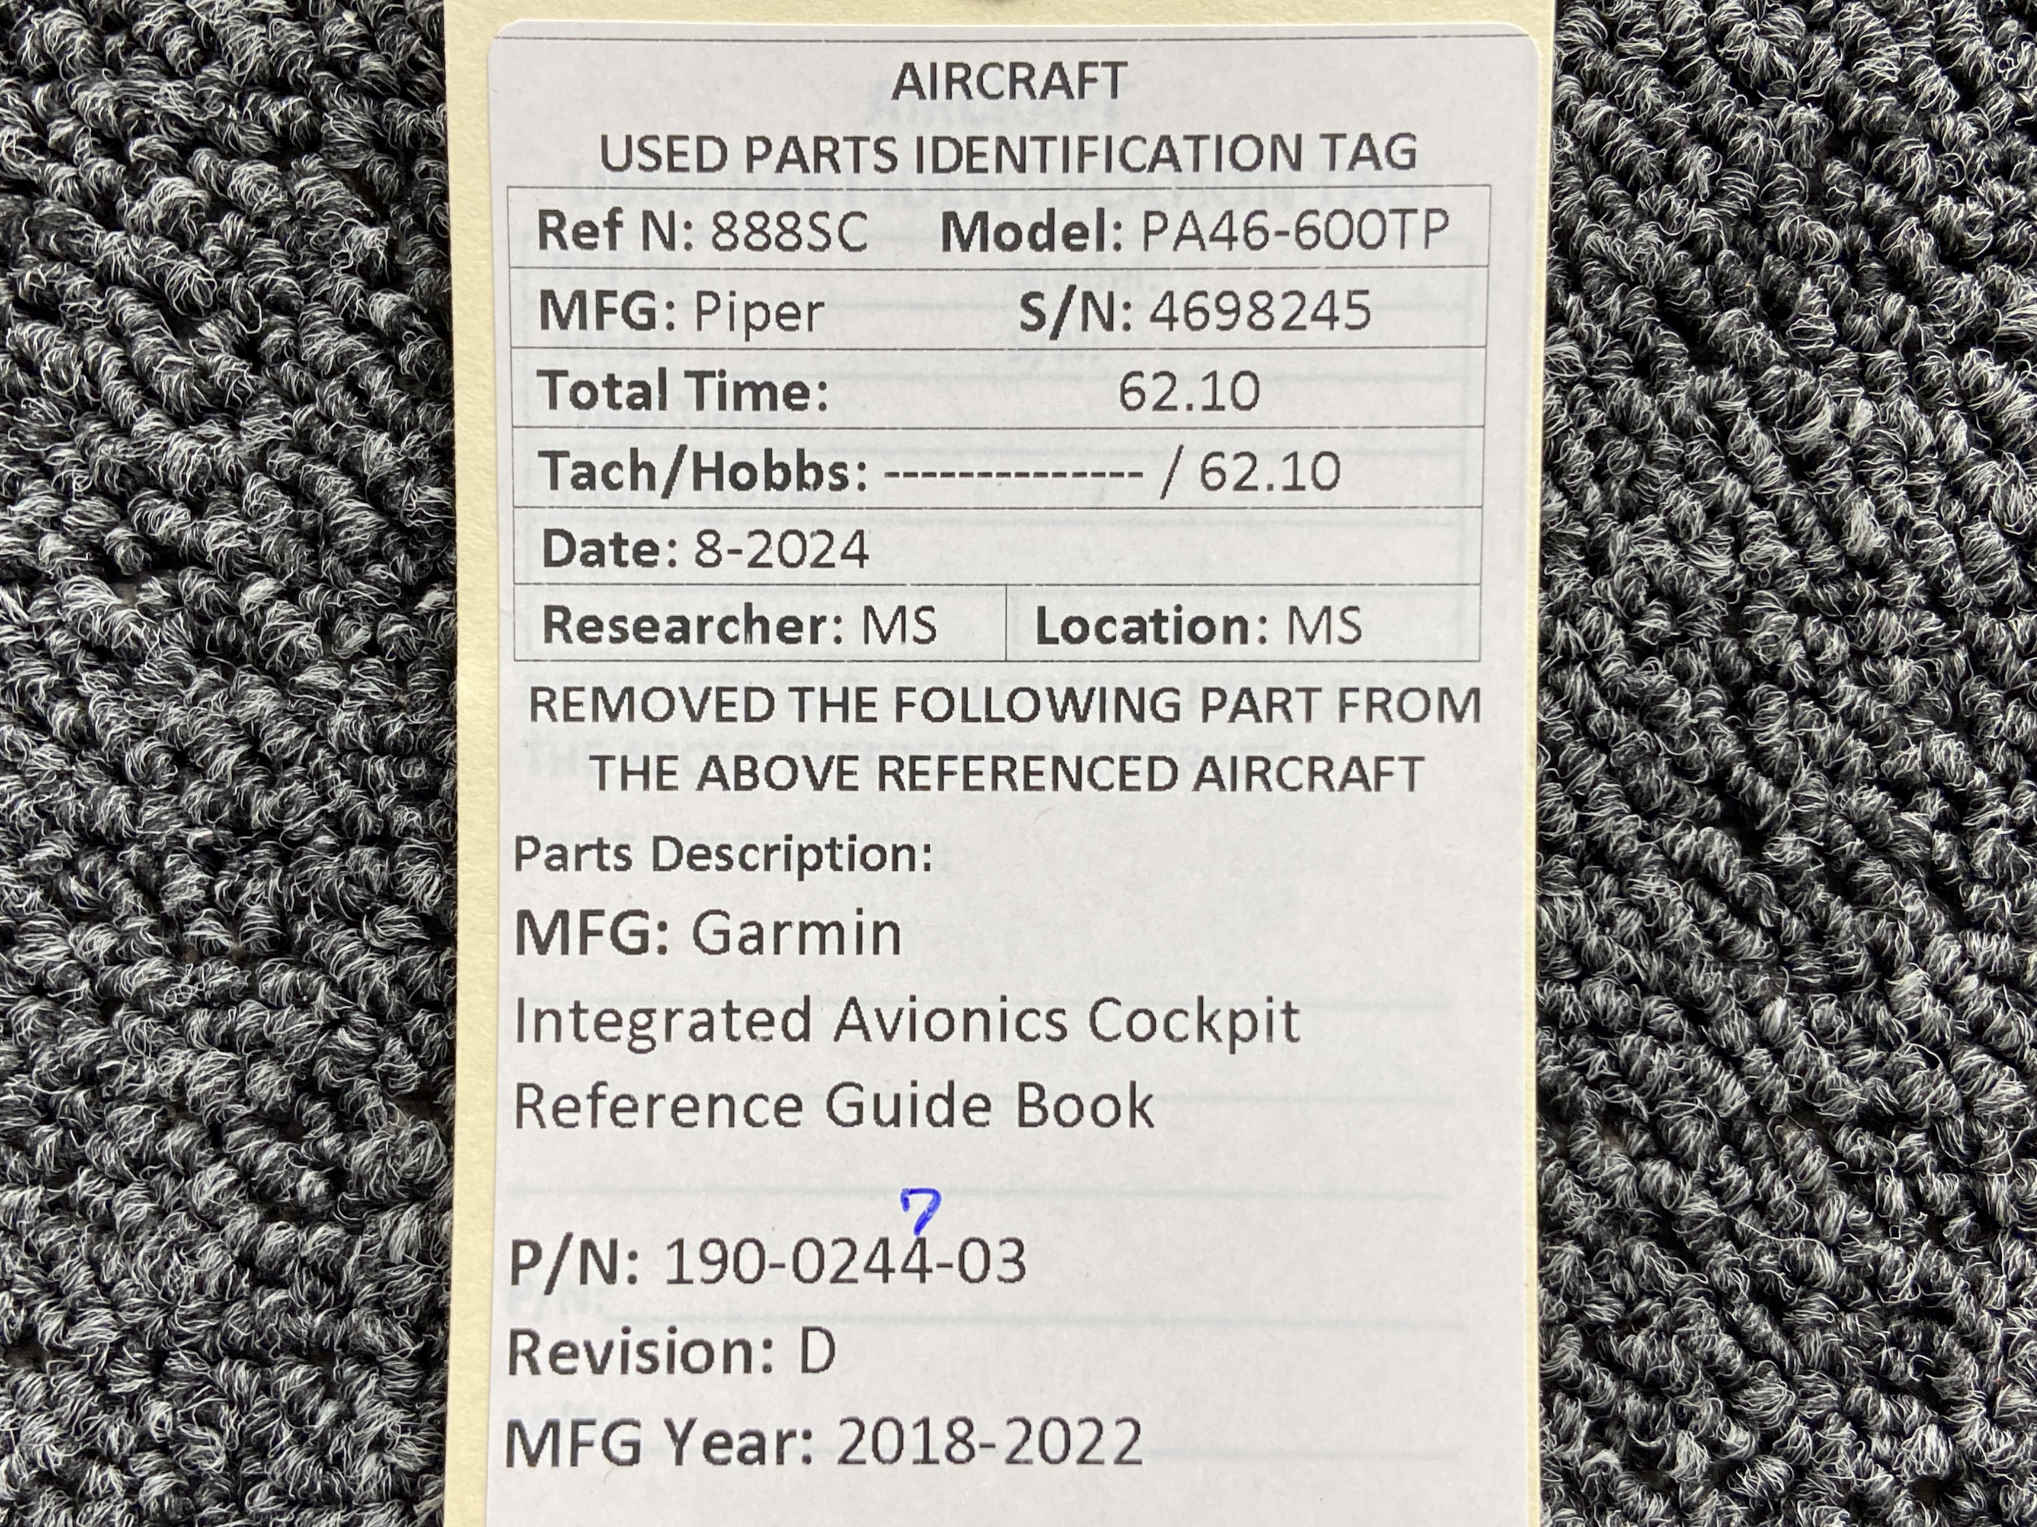 AIRCRAFT
USED PARTS IDENTIFICATION TAG
Ref N: 888SC Model: PA46-600TP
MFG: Piper S/N: 4698245
Total Time: 62.10
Tach/Hobbs: -------------- / 62.10
Date: 8-2024
Researcher: MS Location: MS
REMOVED THE FOLLOWING PART FROM
THE ABOVE REFERENCED AIRCRAFT
Parts Description:
MFG: Garmin
Integrated Avionics Cockpit
Reference Guide Book
7
P/N: 190-0244-03
Revision: D
MFG Year: 2018-2022